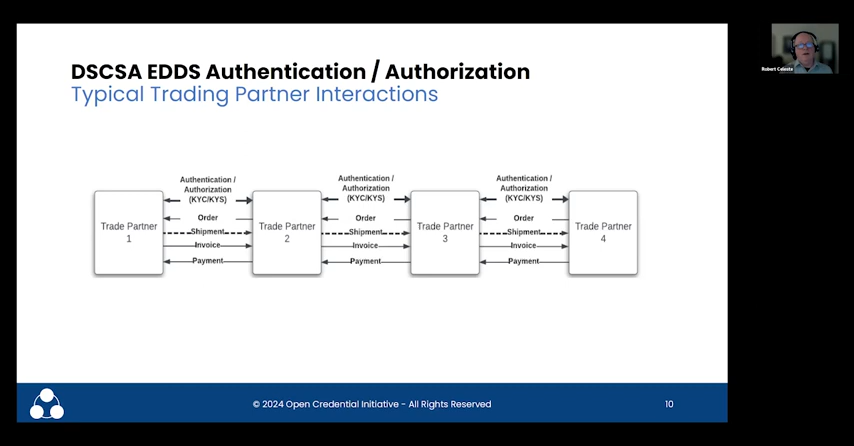 DSCSA EDDS Authentication / Authorization
Typical Trading Partner Interactions
Robert Celeste
Authentication /
Authorization
(KYC/KYS)
Authentication /
Authorization
(KYC/KYS)
Authentication /
Authorization
(KYC/KYS)
Trade Partner
1
Order
Shipment
Invoice
Payment
Trade Partner
2
Order
Shipment
Invoice
Payment
Trade Partner
3
Order
Shipment
Invoice
Payment
Trade Partner
4
© 2024 Open Credential Initiative - All Rights Reserved
10